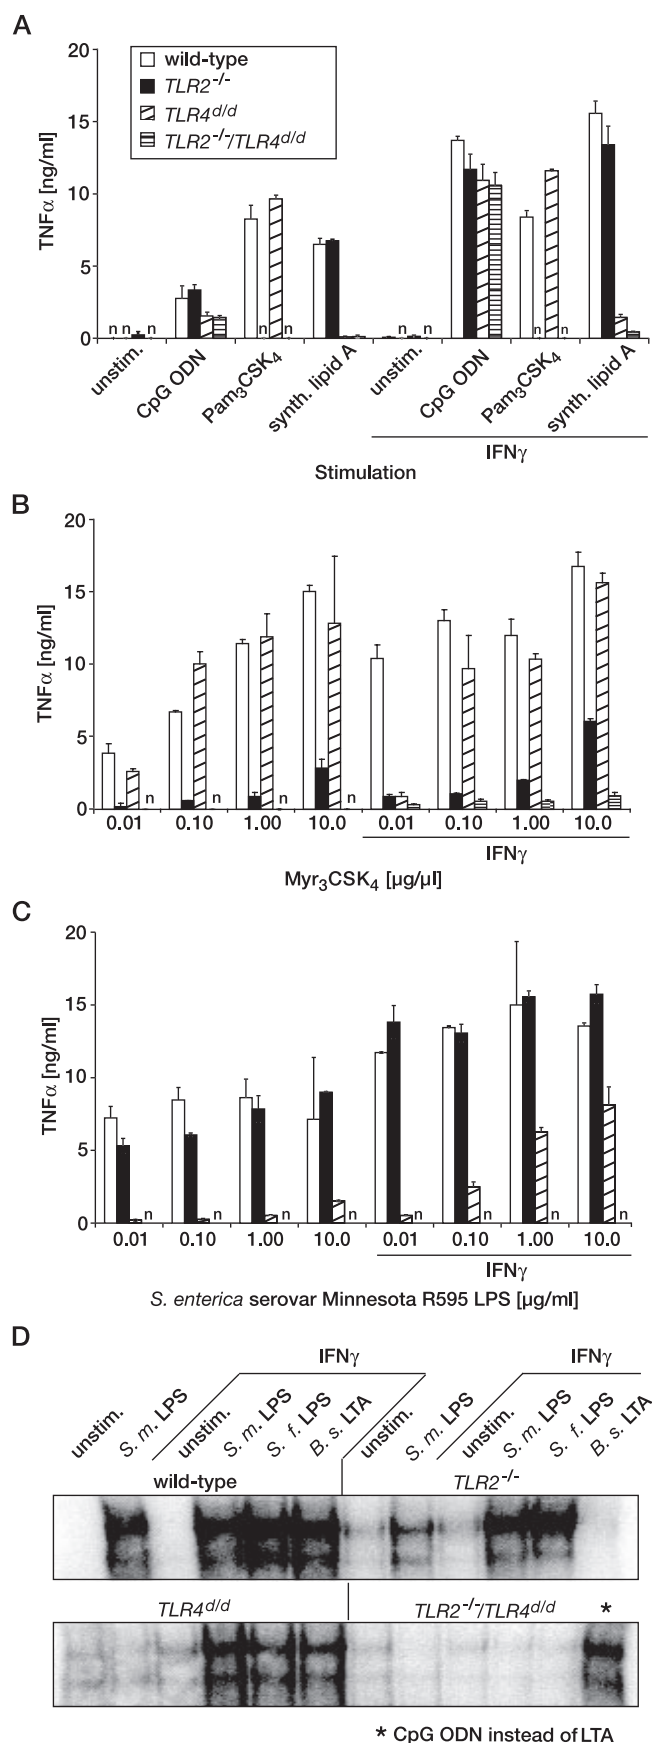 A
20
15
10
5
0
TNFα [ng/ml]
wild-type
TLR2-/-
TLR4d/d
TLR2-/-/TLR4d/d
n n n n n n n n n
unstim. CpG ODN Pam3CSK4 synth. lipid A unstim. CpG ODN Pam3CSK4 synth. lipid A
IFNγ
Stimulation
B
20
15
10
5
0
TNFα [ng/ml]
n n n n
0.01 0.10 1.00 10.0 0.01 0.10 1.00 10.0
IFNγ
Myr3CSK4 [µg/µl]
C
20
15
10
5
0
TNFα [ng/ml]
n n n n n n n n
0.01 0.10 1.00 10.0 0.01 0.10 1.00 10.0
IFNγ
S. enterica serovar Minnesota R595 LPS [µg/ml]
D
IFNγ IFNγ
unstim. S. m. LPS unstim. S. m. LPS S. f. LPS B. s. LTA unstim. S. m. LPS unstim. S. m. LPS S. f. LPS B. s. LTA
wild-type TLR2-/-
TLR4d/d TLR2-/-/TLR4d/d *
* CpG ODN instead of LTA